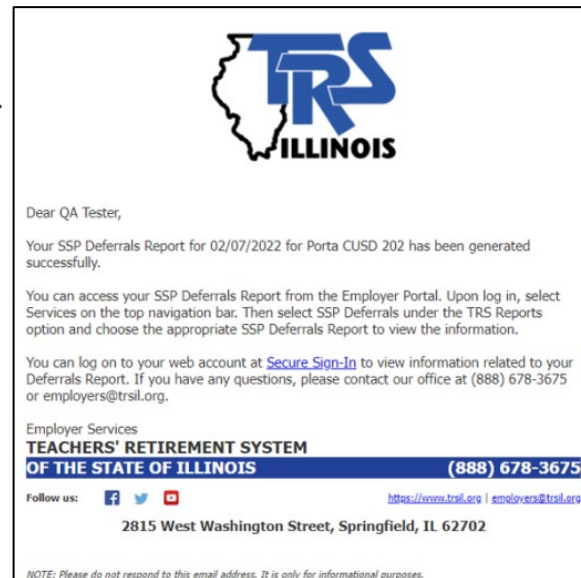 TRS
ILLINOIS
Dear QA Tester,
Your SSP Deferrals Report for 02/07/2022 for Porta CUSD 202 has been generated
successfully.
You can access your SSP Deferrals Report from the Employer Portal. Upon log in, select
Services on the top navigation bar. Then select SSP Deferrals under the TRS Reports
option and choose the appropriate SSP Deferrals Report to view the information.
You can log on to your web account at Secure Sign-In to view information related to your
Deferrals Report. If you have any questions, please contact our office at (888) 678-3675
or employers@trsil.org.
Employer Services
TEACHERS' RETIREMENT SYSTEM
OF THE STATE OF ILLINOIS (888) 678-3675
Follow us: https://www.trsil.org | employers@trsil.org
2815 West Washington Street, Springfield, IL 62702
NOTE: Please do not respond to this email address. It is only for informational purposes.